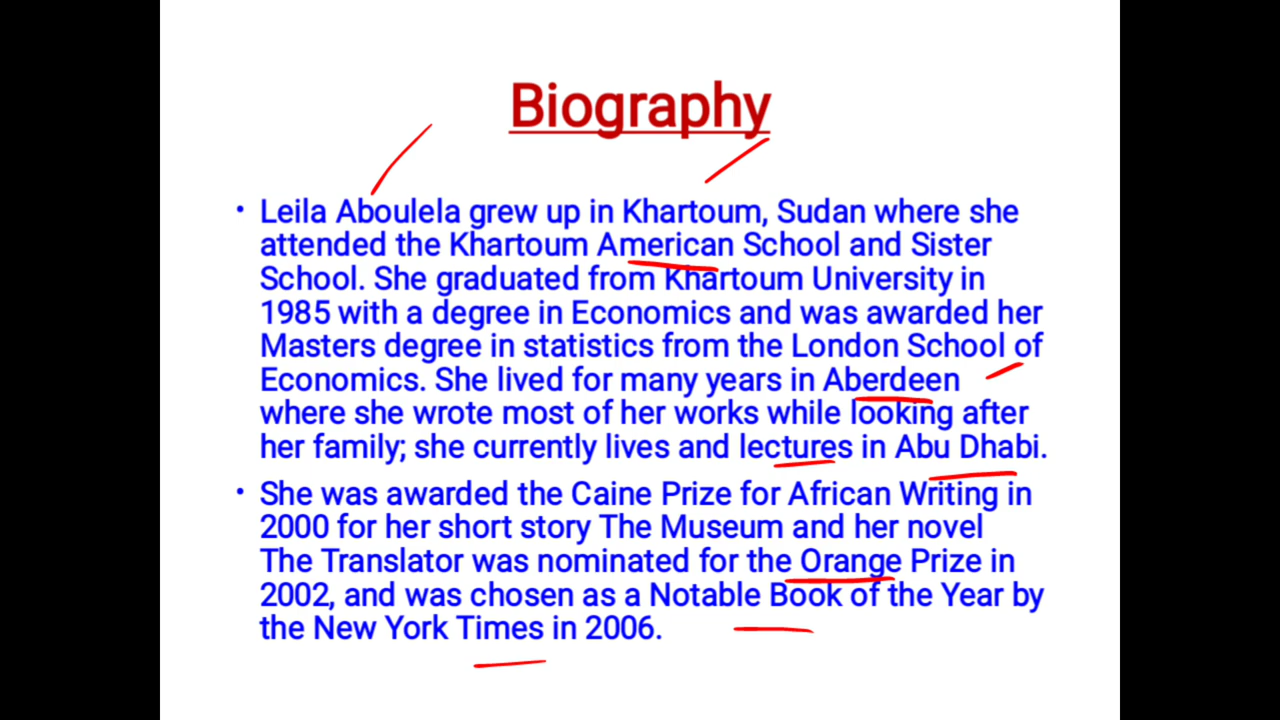 Biography
• Leila Aboulela grew up in Khartoum, Sudan where she
attended the Khartoum American School and Sister
School. She graduated from Khartoum University in
1985 with a degree in Economics and was awarded her
Masters degree in statistics from the London School of
Economics. She lived for many years in Aberdeen
where she wrote most of her works while looking after
her family; she currently lives and lectures in Abu Dhabi.
• She was awarded the Caine Prize for African Writing in
2000 for her short story The Museum and her novel
The Translator was nominated for the Orange Prize in
2002, and was chosen as a Notable Book of the Year by
the New York Times in 2006.